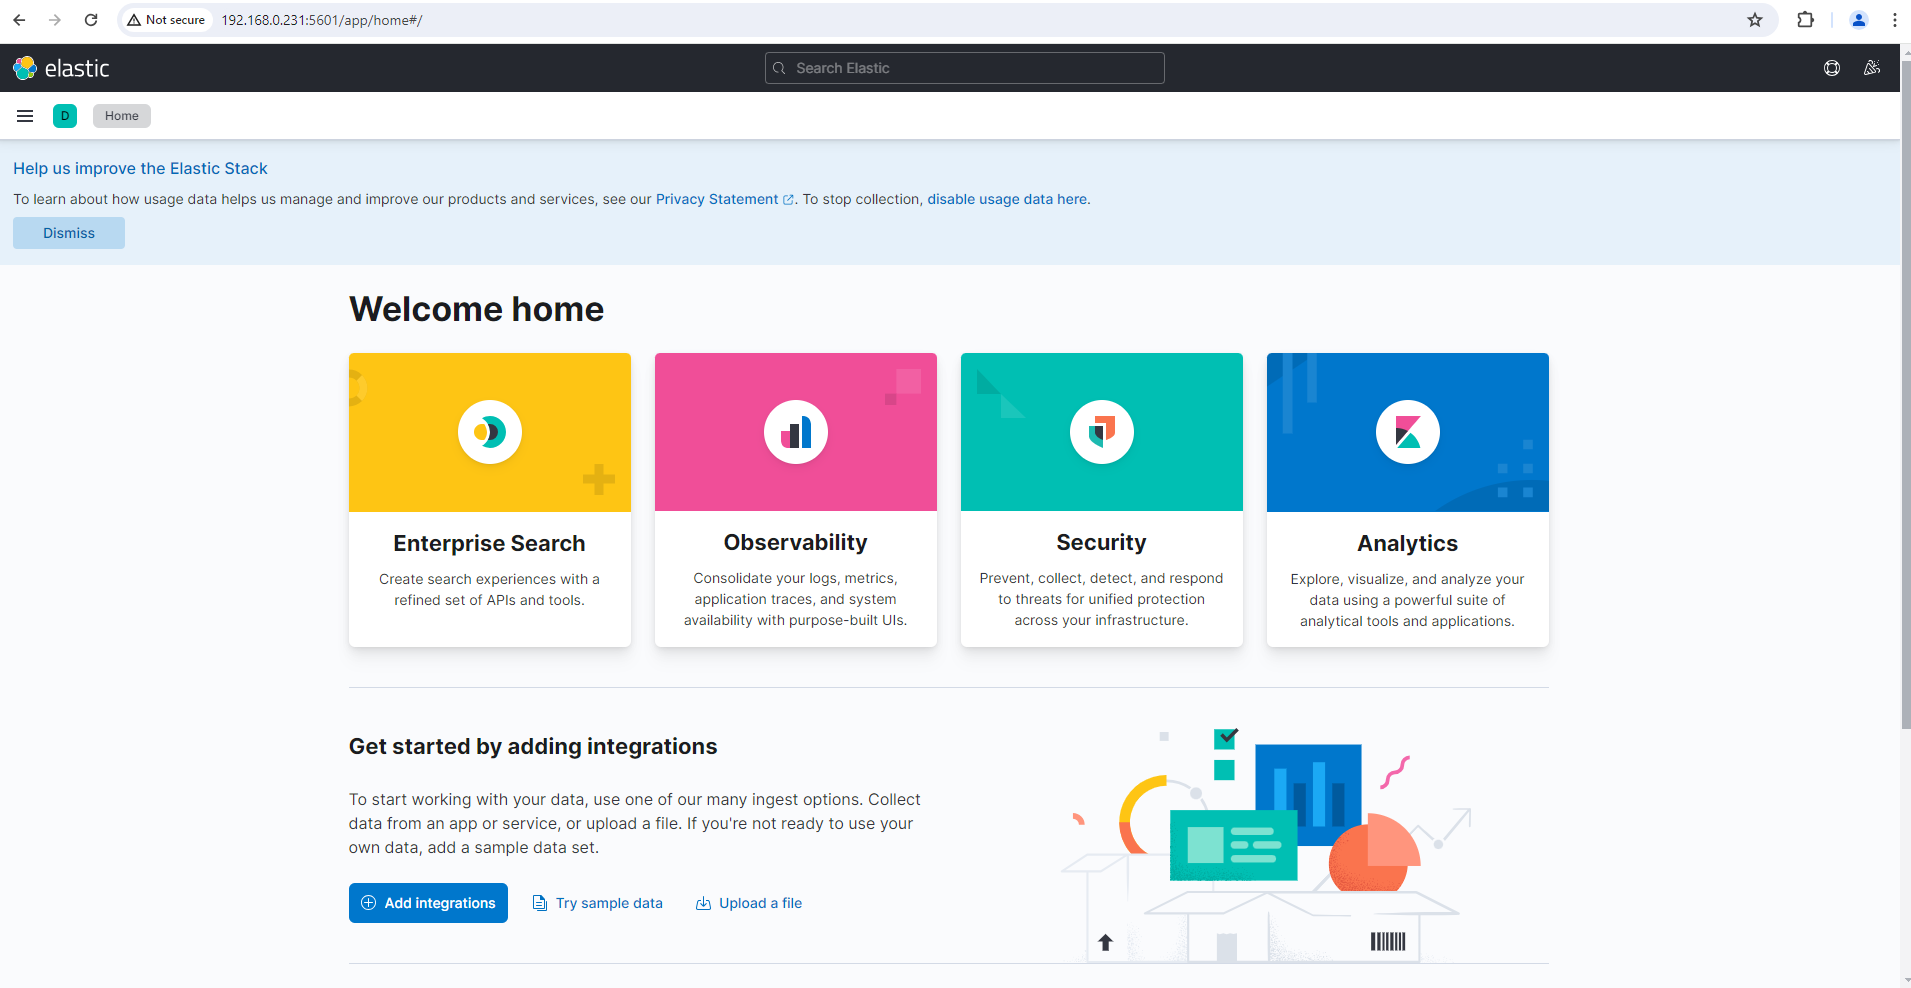 Not secure 192.168.0.231:5601/app/home#/
elastic
Search Elastic
D Home
Help us improve the Elastic Stack
To learn about how usage data helps us manage and improve our products and services, see our Privacy Statement. To stop collection, disable usage data here.
Dismiss
Welcome home
Enterprise Search
Create search experiences with a
refined set of APIs and tools.
Observability
Consolidate your logs, metrics,
application traces, and system
availability with purpose-built UIs.
Security
Prevent, collect, detect, and respond
to threats for unified protection
across your infrastructure.
Analytics
Explore, visualize, and analyze your
data using a powerful suite of
analytical tools and applications.
Get started by adding integrations
To start working with your data, use one of our many ingest options. Collect
data from an app or service, or upload a file. If you're not ready to use your
own data, add a sample data set.
Add integrations Try sample data Upload a file